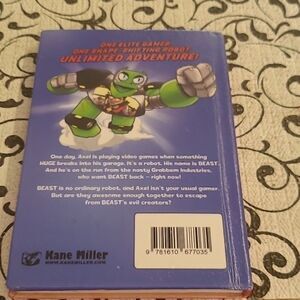 ONE ELITE GAMER.
ONE SHAPE-SHIFTING ROBOT.
UNLIMITED ADVENTURE!
One day, Axel is playing video games when something
HUGE breaks into his garage. It's a robot. His name is BEAST.
And he's on the run from the nasty Grabbem Industries,
who want BEAST back – right now!
BEAST is no ordinary robot, and Axel isn't your usual gamer.
But are they awesome enough to escape
from BEAST's evil creators?
Kane Miller
WWW.KANEMILLER.COM
9 781610 677035